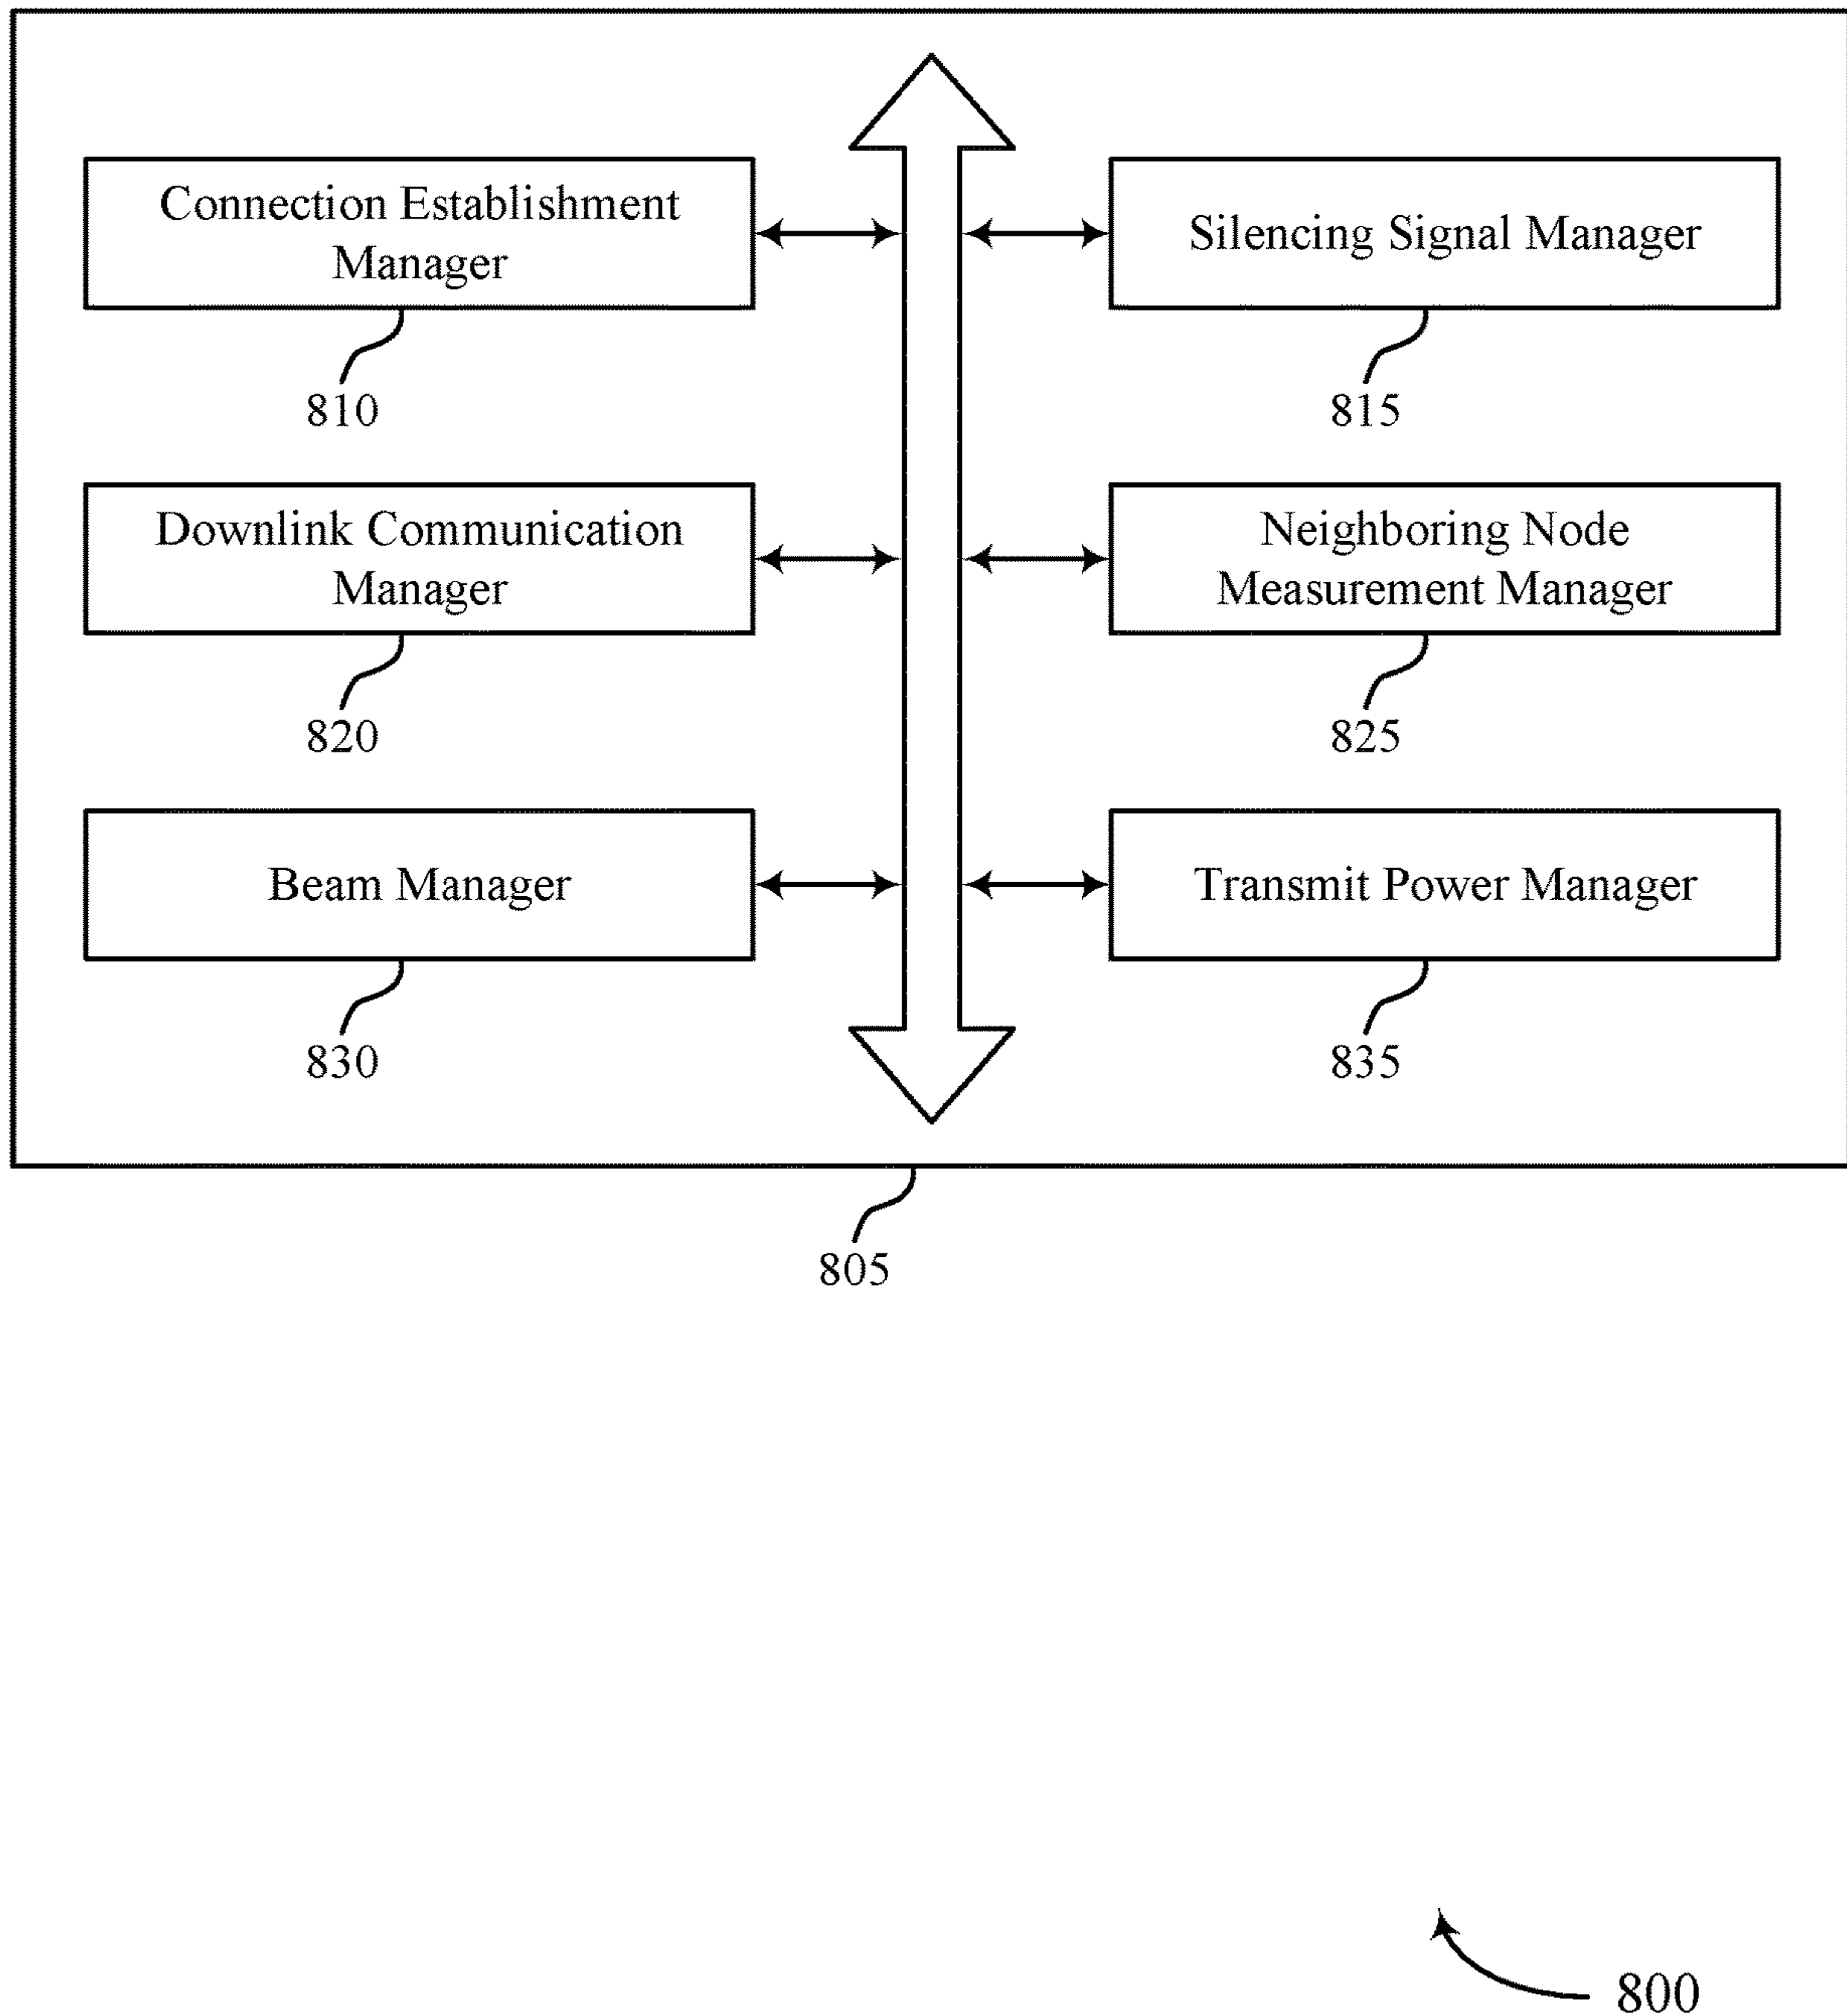 Connection Establishment
Manager
810
Silencing Signal Manager
815
Downlink Communication
Manager
820
Neighboring Node
Measurement Manager
825
Beam Manager
830
Transmit Power Manager
835
805
800